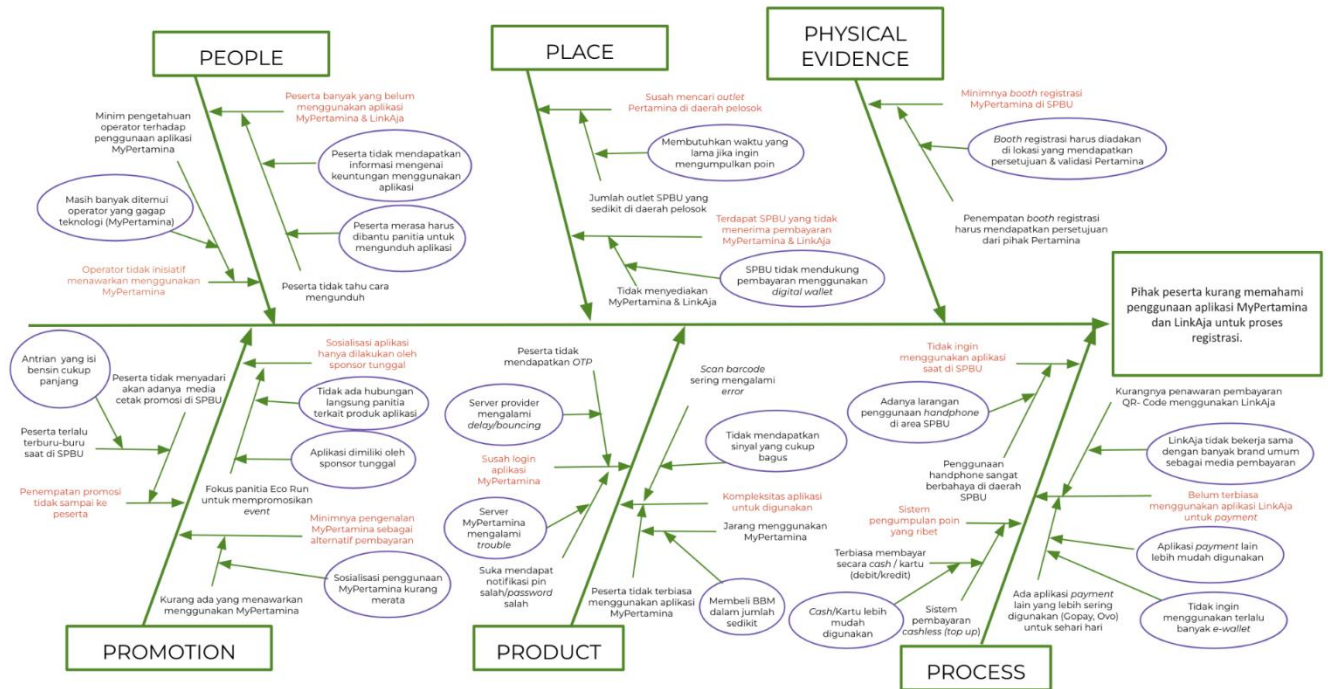 PEOPLE
PLACE
PHYSICAL
EVIDENCE
Peserta banyak yang belum
menggunakan aplikasi
MyPertamina & LinkAja
Minim pengetahuan
operator terhadap
penggunaan aplikasi
MyPertamina
Peserta tidak mendapatkan
informasi mengenai
keuntungan menggunakan
aplikasi
Masih banyak ditemui
operator yang gagap
teknologi (MyPertamina)
Peserta merasa harus
dibantu panitia untuk
mengunduh aplikasi
Operator tidak inisiatif
menawarkan menggunakan
MyPertamina
Peserta tidak tahu cara
mengunduh
Susah mencari outlet
Pertamina di daerah pelosok
Membutuhkan waktu yang
lama jika ingin
mengumpulkan poin
Jumlah outlet SPBU yang
sedikit di daerah pelosok
Terdapat SPBU yang tidak
menerima pembayaran
MyPertamina & LinkAja
SPBU tidak mendukung
pembayaran menggunakan
digital wallet
Tidak menyediakan
MyPertamina & LinkAja
Minimnya booth registrasi
MyPertamina di SPBU
Booth registrasi harus diadakan
di lokasi yang mendapatkan
persetujuan & validasi Pertamina
Penempatan booth registrasi
harus mendapatkan persetujuan
dari pihak Pertamina
Pihak peserta kurang memahami
penggunaan aplikasi MyPertamina
dan LinkAja untuk proses
registrasi.
Antrian yang isi
bensin cukup
panjang
Peserta tidak menyadari
akan adanya media
cetak promosi di SPBU
Peserta terlalu
terburu-buru
saat di SPBU
Penempatan promosi
tidak sampai ke
peserta
Sosialisasi aplikasi
hanya dilakukan oleh
sponsor tunggal
Tidak ada hubungan
langsung panitia
terkait produk aplikasi
Aplikasi dimiliki oleh
sponsor tunggal
Fokus panitia Eco Run
untuk mempromosikan
event
Minimnya pengenalan
MyPertamina sebagai
alternatif pembayaran
Sosialisasi penggunaan
MyPertamina kurang
merata
Kurang ada yang menawarkan
menggunakan MyPertamina
Peserta tidak
mendapatkan OTP
Server provider
mengalami
delay/bouncing
Susah login
aplikasi
MyPertamina
Server
MyPertamina
mengalami
trouble
Suka mendapat
notifikasi pin
salah/password
salah
Scan barcode
sering mengalami
error
Tidak mendapatkan
sinyal yang cukup
bagus
Kompleksitas aplikasi
untuk digunakan
Jarang menggunakan
MyPertamina
Membeli BBM
dalam jumlah
sedikit
Peserta tidak terbiasa
menggunakan aplikasi
MyPertamina
Tidak ingin
menggunakan aplikasi
saat di SPBU
Adanya larangan
penggunaan handphone
di area SPBU
Penggunaan
handphone sangat
berbahaya di daerah
SPBU
Sistem
pengumpulan poin
yang ribet
Terbiasa membayar
secara cash / kartu
(debit/kredit)
Cash/Kartu lebih
mudah
digunakan
Sistem
pembayaran
cashless (top up)
Kurangnya penawaran pembayaran
QR- Code menggunakan LinkAja
LinkAja tidak bekerja sama
dengan banyak brand umum
sebagai media pembayaran
Belum terbiasa
menggunakan aplikasi LinkAja
untuk payment
Aplikasi payment lain
lebih mudah digunakan
Ada aplikasi payment
lain yang lebih sering
digunakan (Gopay, Ovo)
untuk sehari hari
Tidak ingin
menggunakan terlalu
banyak e-wallet
PROMOTION
PRODUCT
PROCESS